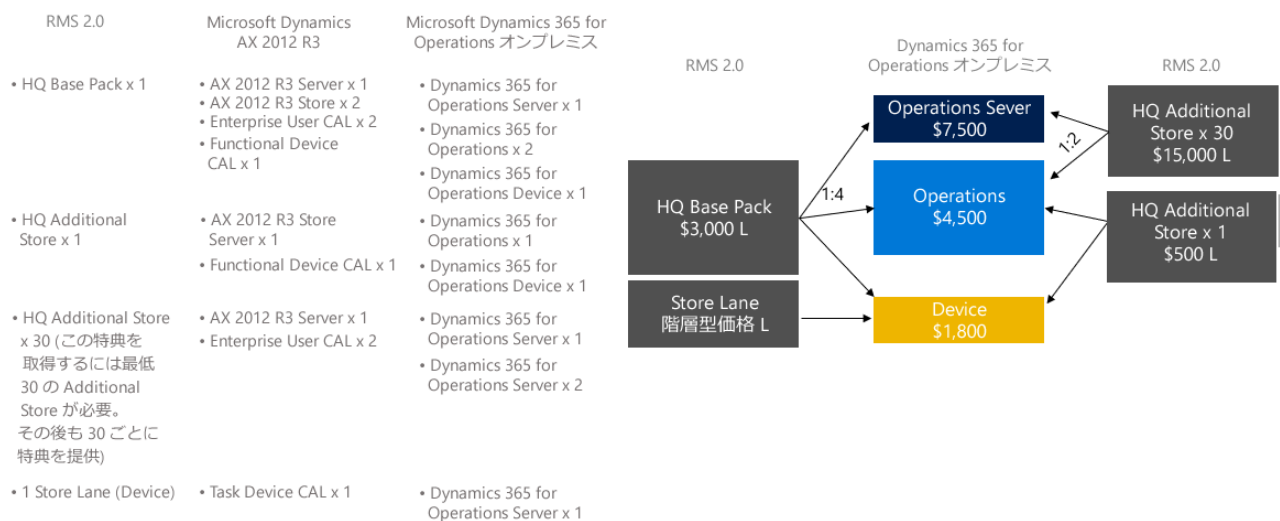 RMS 2.0
Microsoft Dynamics
AX 2012 R3
Microsoft Dynamics 365 for
Operations オンプレミス
• HQ Base Pack x 1
• AX 2012 R3 Server x 1
• AX 2012 R3 Store x 2
• Enterprise User CAL x 2
• Functional Device
CAL x 1
• Dynamics 365 for
Operations Server x 1
• Dynamics 365 for
Operations x 2
• Dynamics 365 for
Operations Device x 1
• HQ Additional
Store x 1
• AX 2012 R3 Store
Server x 1
• Functional Device CAL x 1
• Dynamics 365 for
Operations x 1
• Dynamics 365 for
Operations Device x 1
• HQ Additional Store
x 30 (この特典を
取得するには最低
30 の Additional
Store が必要。
その後も 30 ごとに
特典を提供)
• AX 2012 R3 Server x 1
• Enterprise User CAL x 2
• Dynamics 365 for
Operations Server x 1
• Dynamics 365 for
Operations Server x 2
• 1 Store Lane (Device)
• Task Device CAL x 1
• Dynamics 365 for
Operations Server x 1
RMS 2.0
Dynamics 365 for
Operations オンプレミス
RMS 2.0
HQ Base Pack
$3,000 L
Store Lane
階層型価格 L
1:4
Operations Sever
$7,500
Operations
$4,500
Device
$1,800
1:2
HQ Additional
Store x 30
$15,000 L
HQ Additional
Store x 1
$500 L